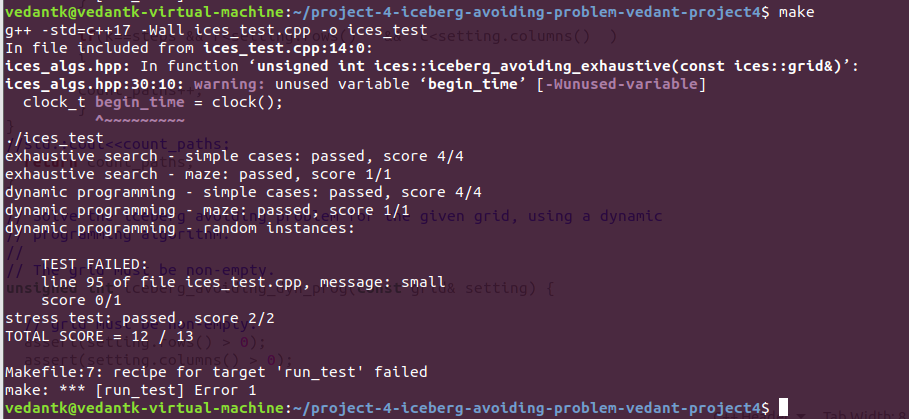 vedantk@vedantk-virtual-machine:~/project-4-iceberg-avoiding-problem-vedant-project4$ make
g++ -std=c++17 -Wall ices_test.cpp -o ices_test
In file included from ices_test.cpp:14:0:
ices_algs.hpp: In function ‘unsigned int ices::iceberg_avoiding_exhaustive(const ices::grid&)’:
ices_algs.hpp:30:10: warning: unused variable ‘begin_time’ [-Wunused-variable]
  clock_t begin_time = clock();
          ^~~~~~~~~~
./ices_test
exhaustive search - simple cases: passed, score 4/4
exhaustive search - maze: passed, score 1/1
dynamic programming - simple cases: passed, score 4/4
dynamic programming - maze: passed, score 1/1
dynamic programming - random instances:
    TEST FAILED:
    line 95 of file ices_test.cpp, message: small
    score 0/1
stress test: passed, score 2/2
TOTAL SCORE = 12 / 13
Makefile:7: recipe for target 'run_test' failed
make: *** [run_test] Error 1
vedantk@vedantk-virtual-machine:~/project-4-iceberg-avoiding-problem-vedant-project4$